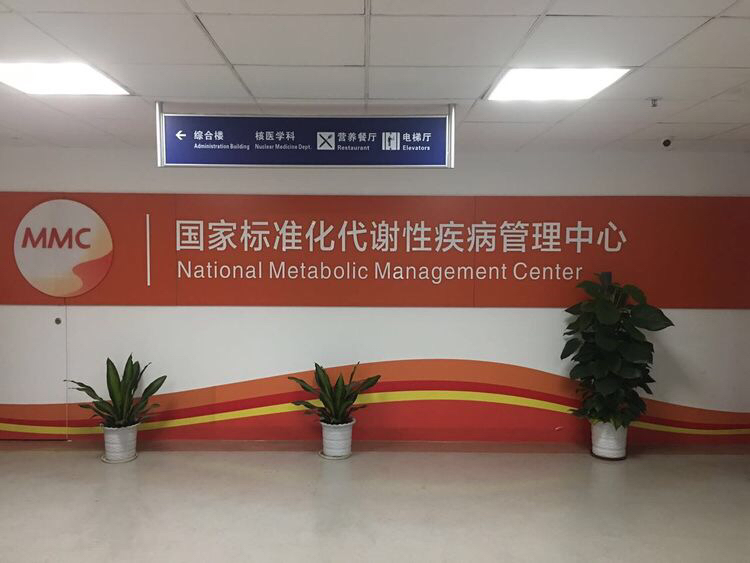 综合楼 核医学科 营养餐厅 电梯厅
Administration Building Nuclear Medicine Dept. Restaurant Elevators
MMC
国家标准化代谢性疾病管理中心
National Metabolic Management Center